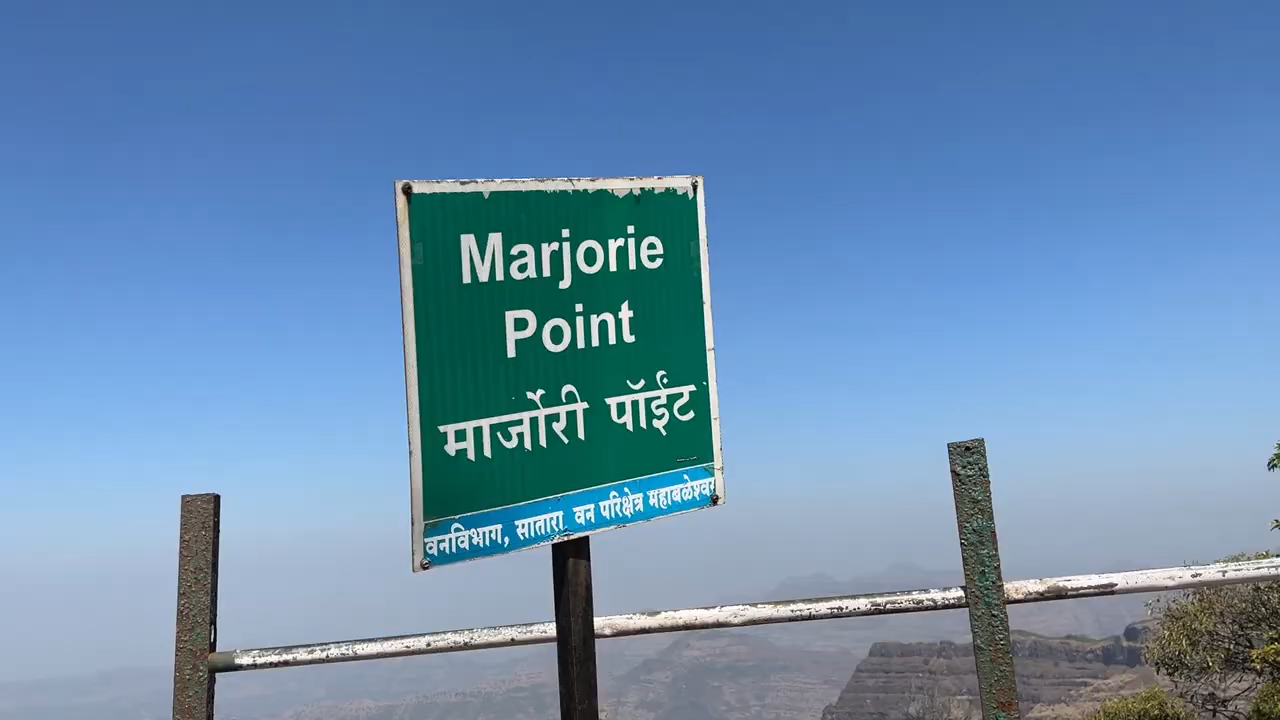 Marjorie
Point
मार्जोरी पॉईंट
वनविभाग, सातारा वन परिक्षेत्र महाबळेश्वर